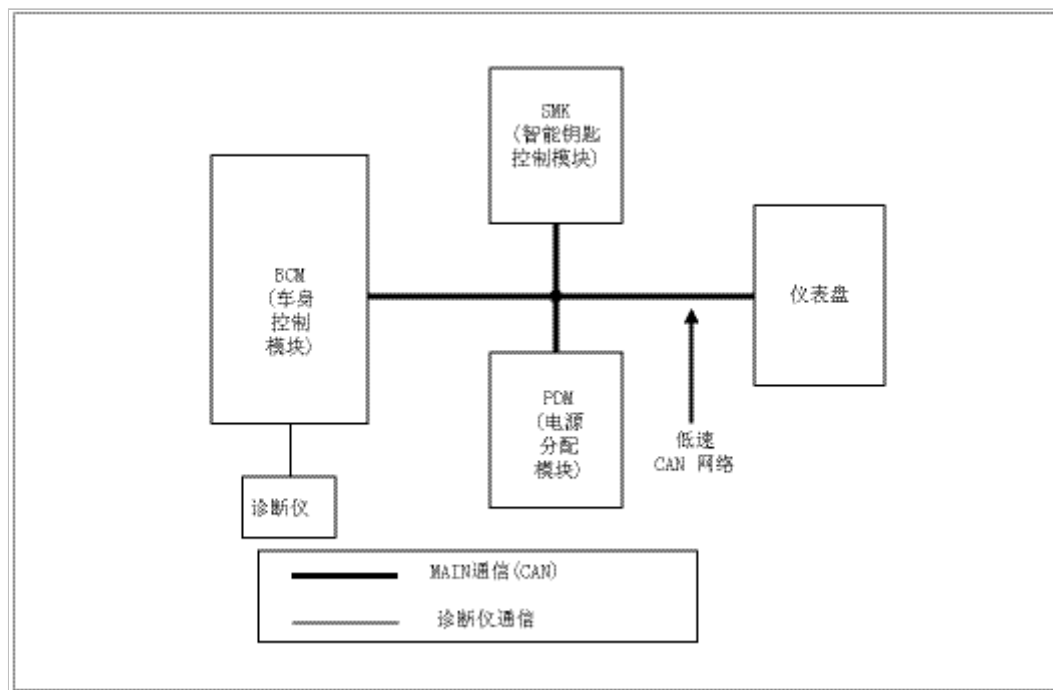 SMK
(智能钥匙
控制模块)
BCM
(车身
控制
模块)
仪表盘
PDM
(电源
分配
模块)
低速
CAN 网络
诊断仪
MAIN通信(CAN)
诊断仪通信